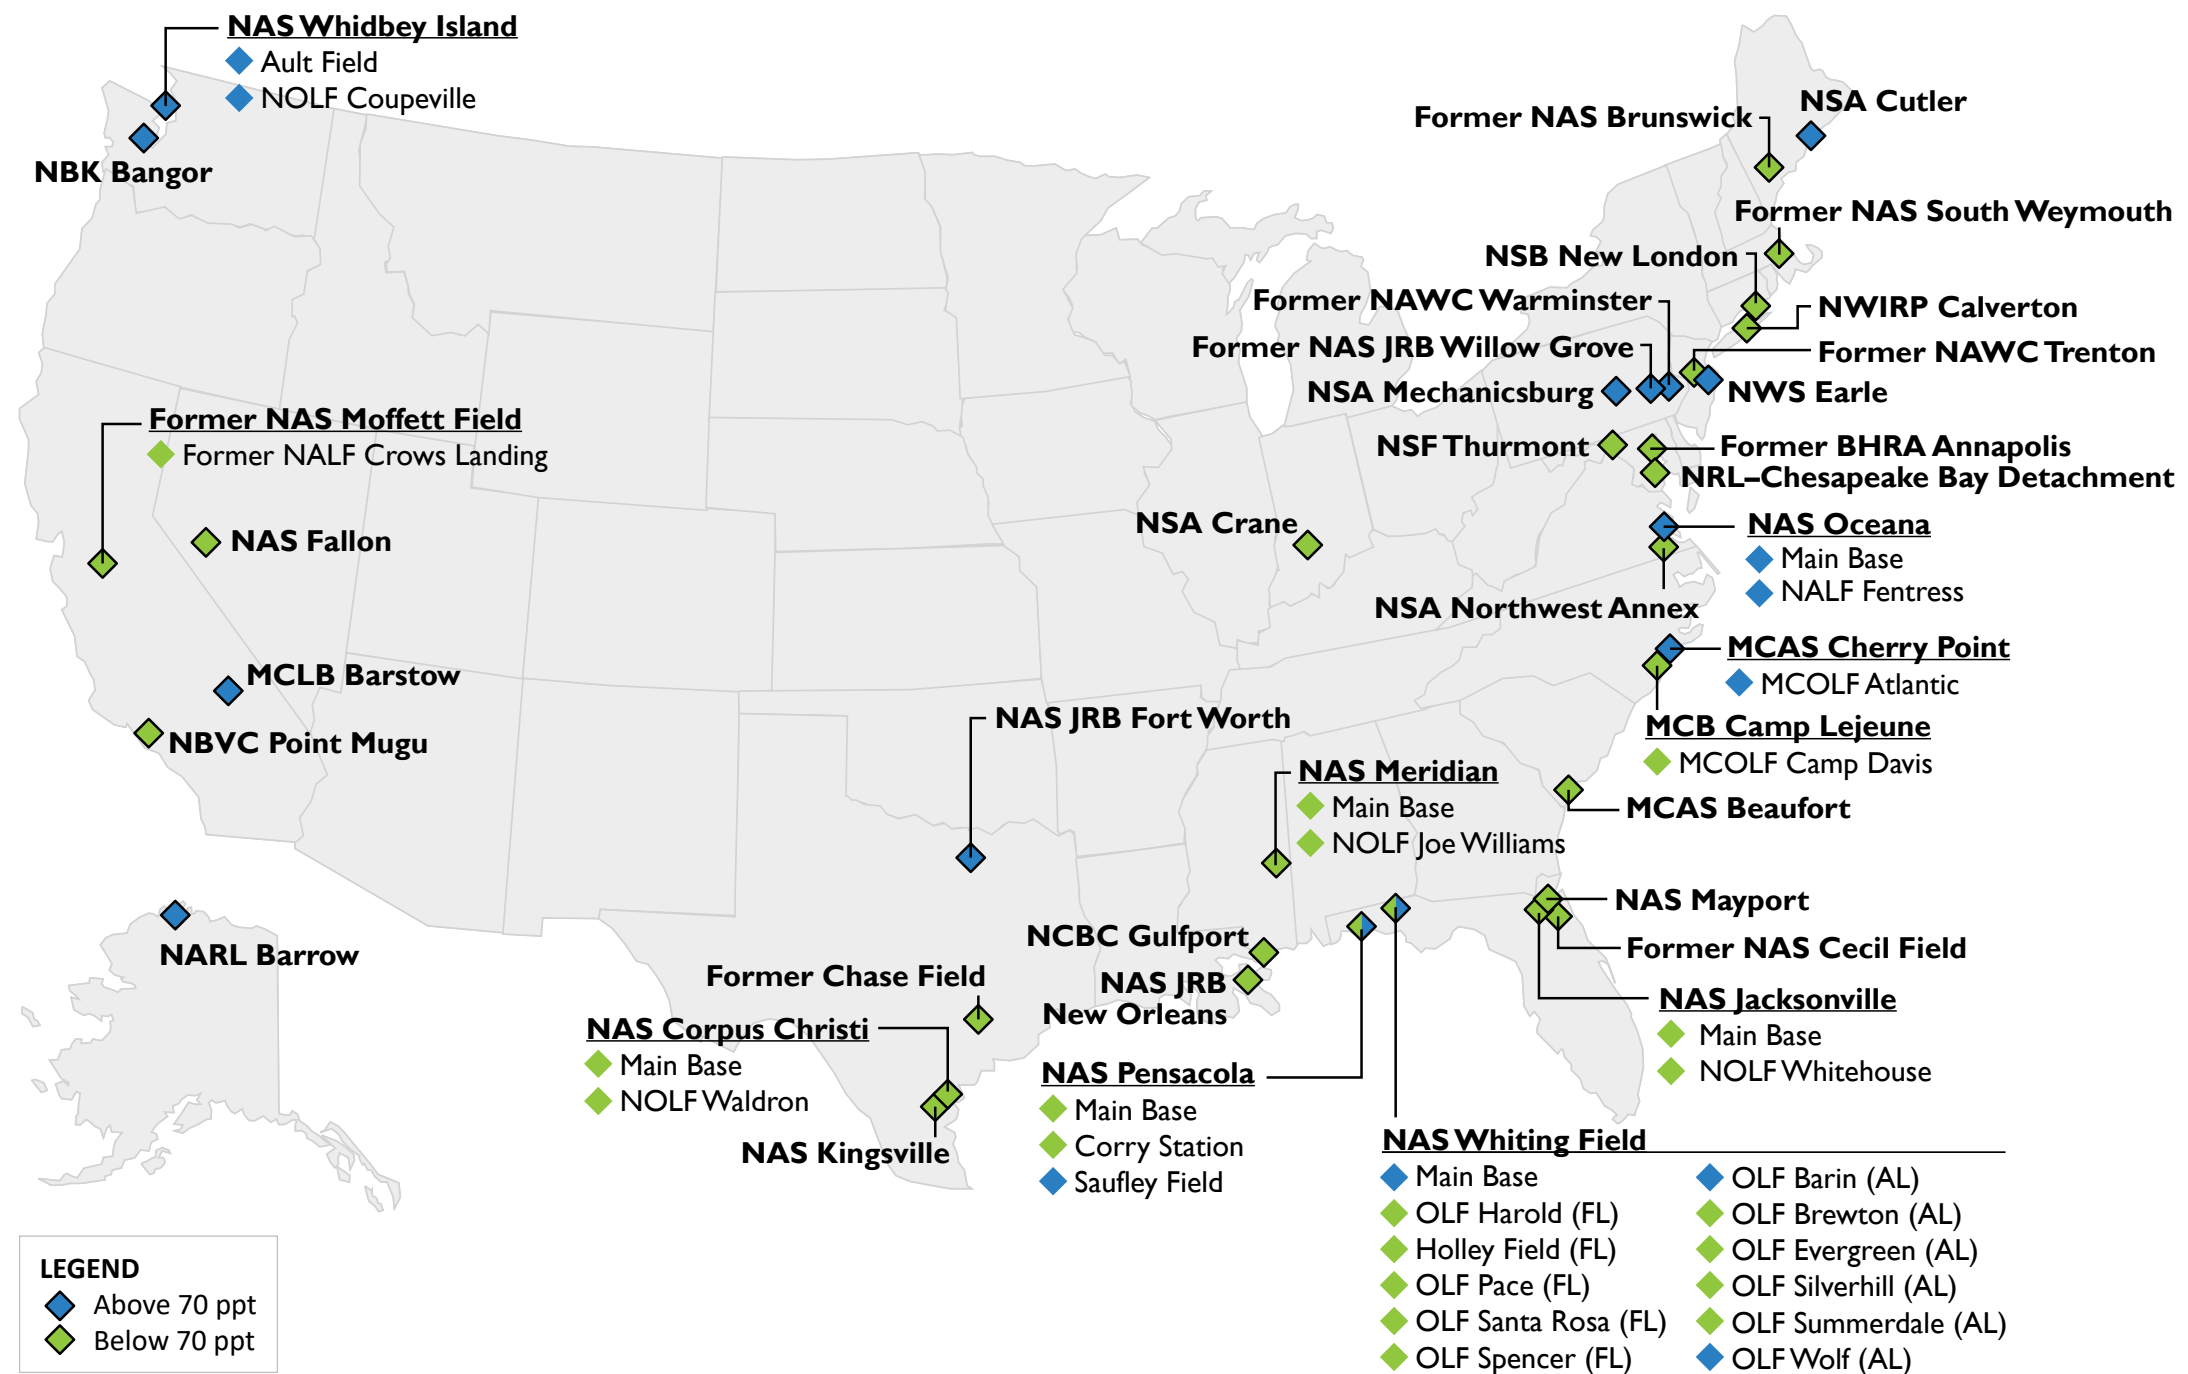 NAS Whidbey Island
Ault Field
NOLF Coupeville
NBK Bangor
Former NAS Brunswick
NSA Cutler
Former NAS South Weymouth
NSB New London
Former NAWC Warminster
NWIRP Calverton
Former NAS JRB Willow Grove
Former NAWC Trenton
NSA Mechanicsburg
NWS Earle
Former NAS Moffett Field
Former NALF Crows Landing
NSF Thurmont
Former BHRA Annapolis
NRL–Chesapeake Bay Detachment
NAS Fallon
NSA Crane
NAS Oceana
Main Base
NALF Fentress
NSA Northwest Annex
MCAS Cherry Point
MCOLF Atlantic
MCLB Barstow
NBVC Point Mugu
NAS JRB Fort Worth
MCB Camp Lejeune
MCOLF Camp Davis
NAS Meridian
Main Base
NOLF Joe Williams
MCAS Beaufort
NAS Mayport
NARL Barrow
NCBC Gulfport
Former NAS Cecil Field
Former Chase Field
NAS JRB
New Orleans
NAS Jacksonville
Main Base
NOLF Whitehouse
NAS Corpus Christi
Main Base
NOLF Waldron
NAS Kingsville
NAS Pensacola
Main Base
Corry Station
Saufley Field
NAS Whiting Field
Main Base
OLF Harold (FL)
Holley Field (FL)
OLF Pace (FL)
OLF Santa Rosa (FL)
OLF Spencer (FL)
OLF Barin (AL)
OLF Brewton (AL)
OLF Evergreen (AL)
OLF Silverhill (AL)
OLF Summerdale (AL)
OLF Wolf (AL)
LEGEND
Above 70 ppt
Below 70 ppt